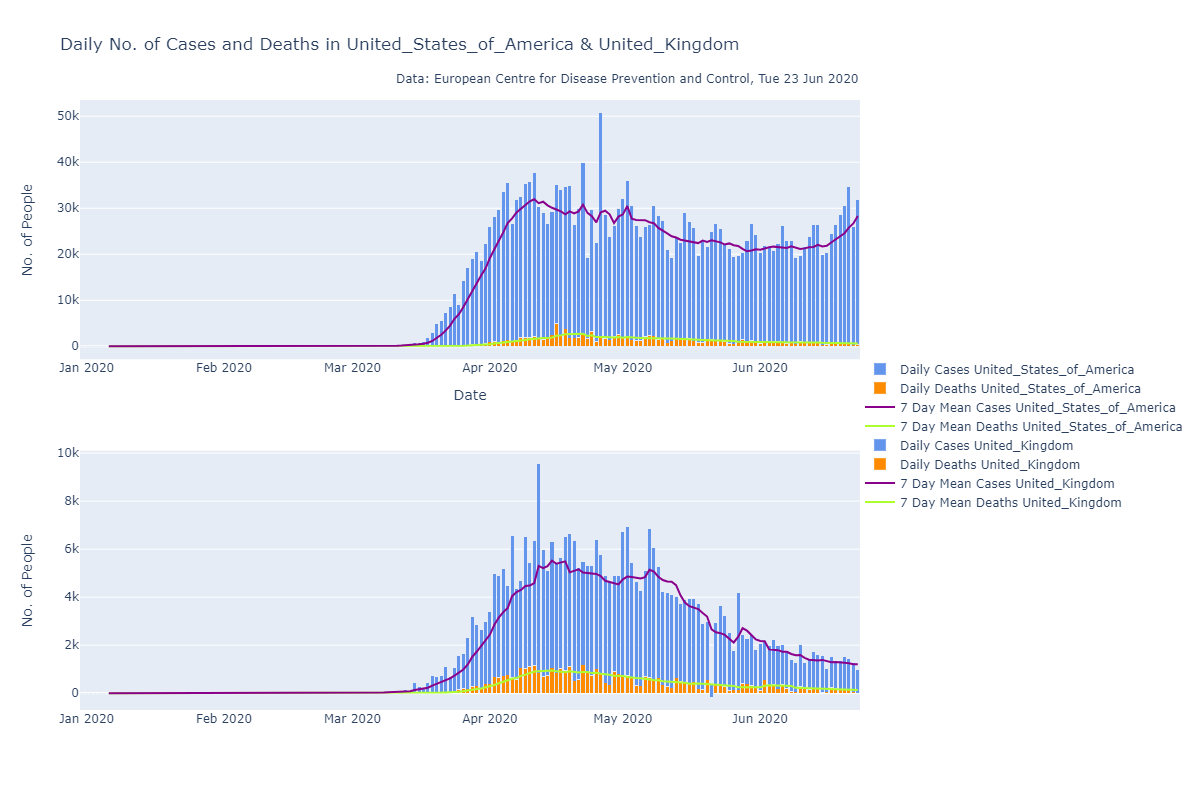 Daily No. of Cases and Deaths in United_States_of_America & United_Kingdom
Data: European Centre for Disease Prevention and Control, Tue 23 Jun 2020
No. of People
50k
40k
30k
20k
10k
0
Jan 2020 Feb 2020 Mar 2020 Apr 2020 May 2020 Jun 2020
Date
Daily Cases United_States_of_America
Daily Deaths United_States_of_America
7 Day Mean Cases United_States_of_America
7 Day Mean Deaths United_States_of_America
Daily Cases United_Kingdom
Daily Deaths United_Kingdom
7 Day Mean Cases United_Kingdom
7 Day Mean Deaths United_Kingdom
No. of People
10k
8k
6k
4k
2k
0
Jan 2020 Feb 2020 Mar 2020 Apr 2020 May 2020 Jun 2020